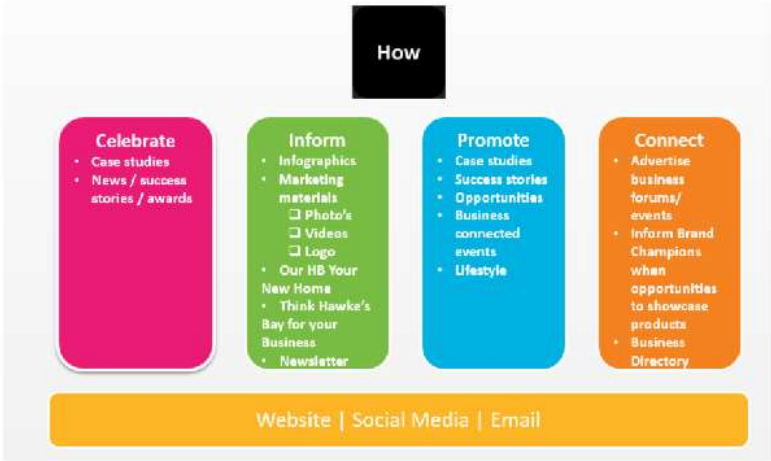 How
Celebrate
• Case studies
• News / success
stories / awards
Inform
• Infographics
• Marketing
materials
❑ Photo's
❑ Videos
❑ Logo
• Our HB Your
New Home
• Think Hawke's
Bay for your
Business
• Newsletter
Promote
• Case studies
• Success stories
• Opportunities
• Business
connected
events
• Lifestyle
Connect
• Advertise
business
forums/
events
• Inform Brand
Champions
when
opportunities
to showcase
products
• Business
Directory
Website | Social Media | Email